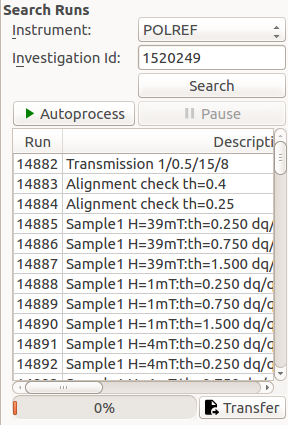 Search Runs
Instrument: POLREF
Investigation Id: 1520249
Search
Autoprocess Pause
Run Descripti
14882 Transmission 1/0.5/15/8
14883 Alignment check th=0.4
14884 Alignment check th=0.25
14885 Sample1 H=39mT:th=0.250 dq/
14886 Sample1 H=39mT:th=0.750 dq/
14887 Sample1 H=39mT:th=1.500 dq/
14888 Sample1 H=1mT:th=0.250 dq/q
14889 Sample1 H=1mT:th=0.750 dq/q
14890 Sample1 H=1mT:th=1.500 dq/q
14891 Sample1 H=4mT:th=0.250 dq/q
14892 Sample1 H=4mT:th=0.250 dq/q
0% Transfer